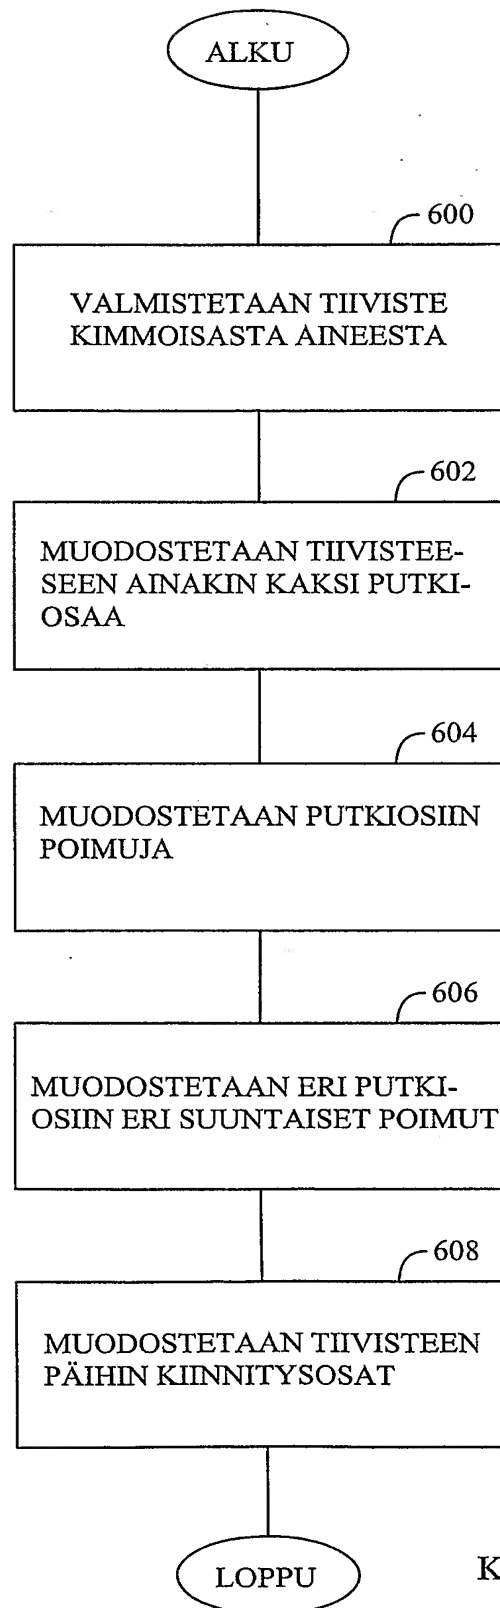 ALKU
600
VALMISTETAAN TIIVISTE
KIMMOISASTA AINEESTA
602
MUODOSTETAAN TIIVISTEE-
SEEN AINAKIN KAKSI PUTKI-
OSAA
604
MUODOSTETAAN PUTKIOSIIN
POIMUJA
606
MUODOSTETAAN ERI PUTKI-
OSIIN ERI SUUNTAISET POIMUT
608
MUODOSTETAAN TIIVISTEEN
PÄIHIN KIINNITYSOSAT
LOPPU
K